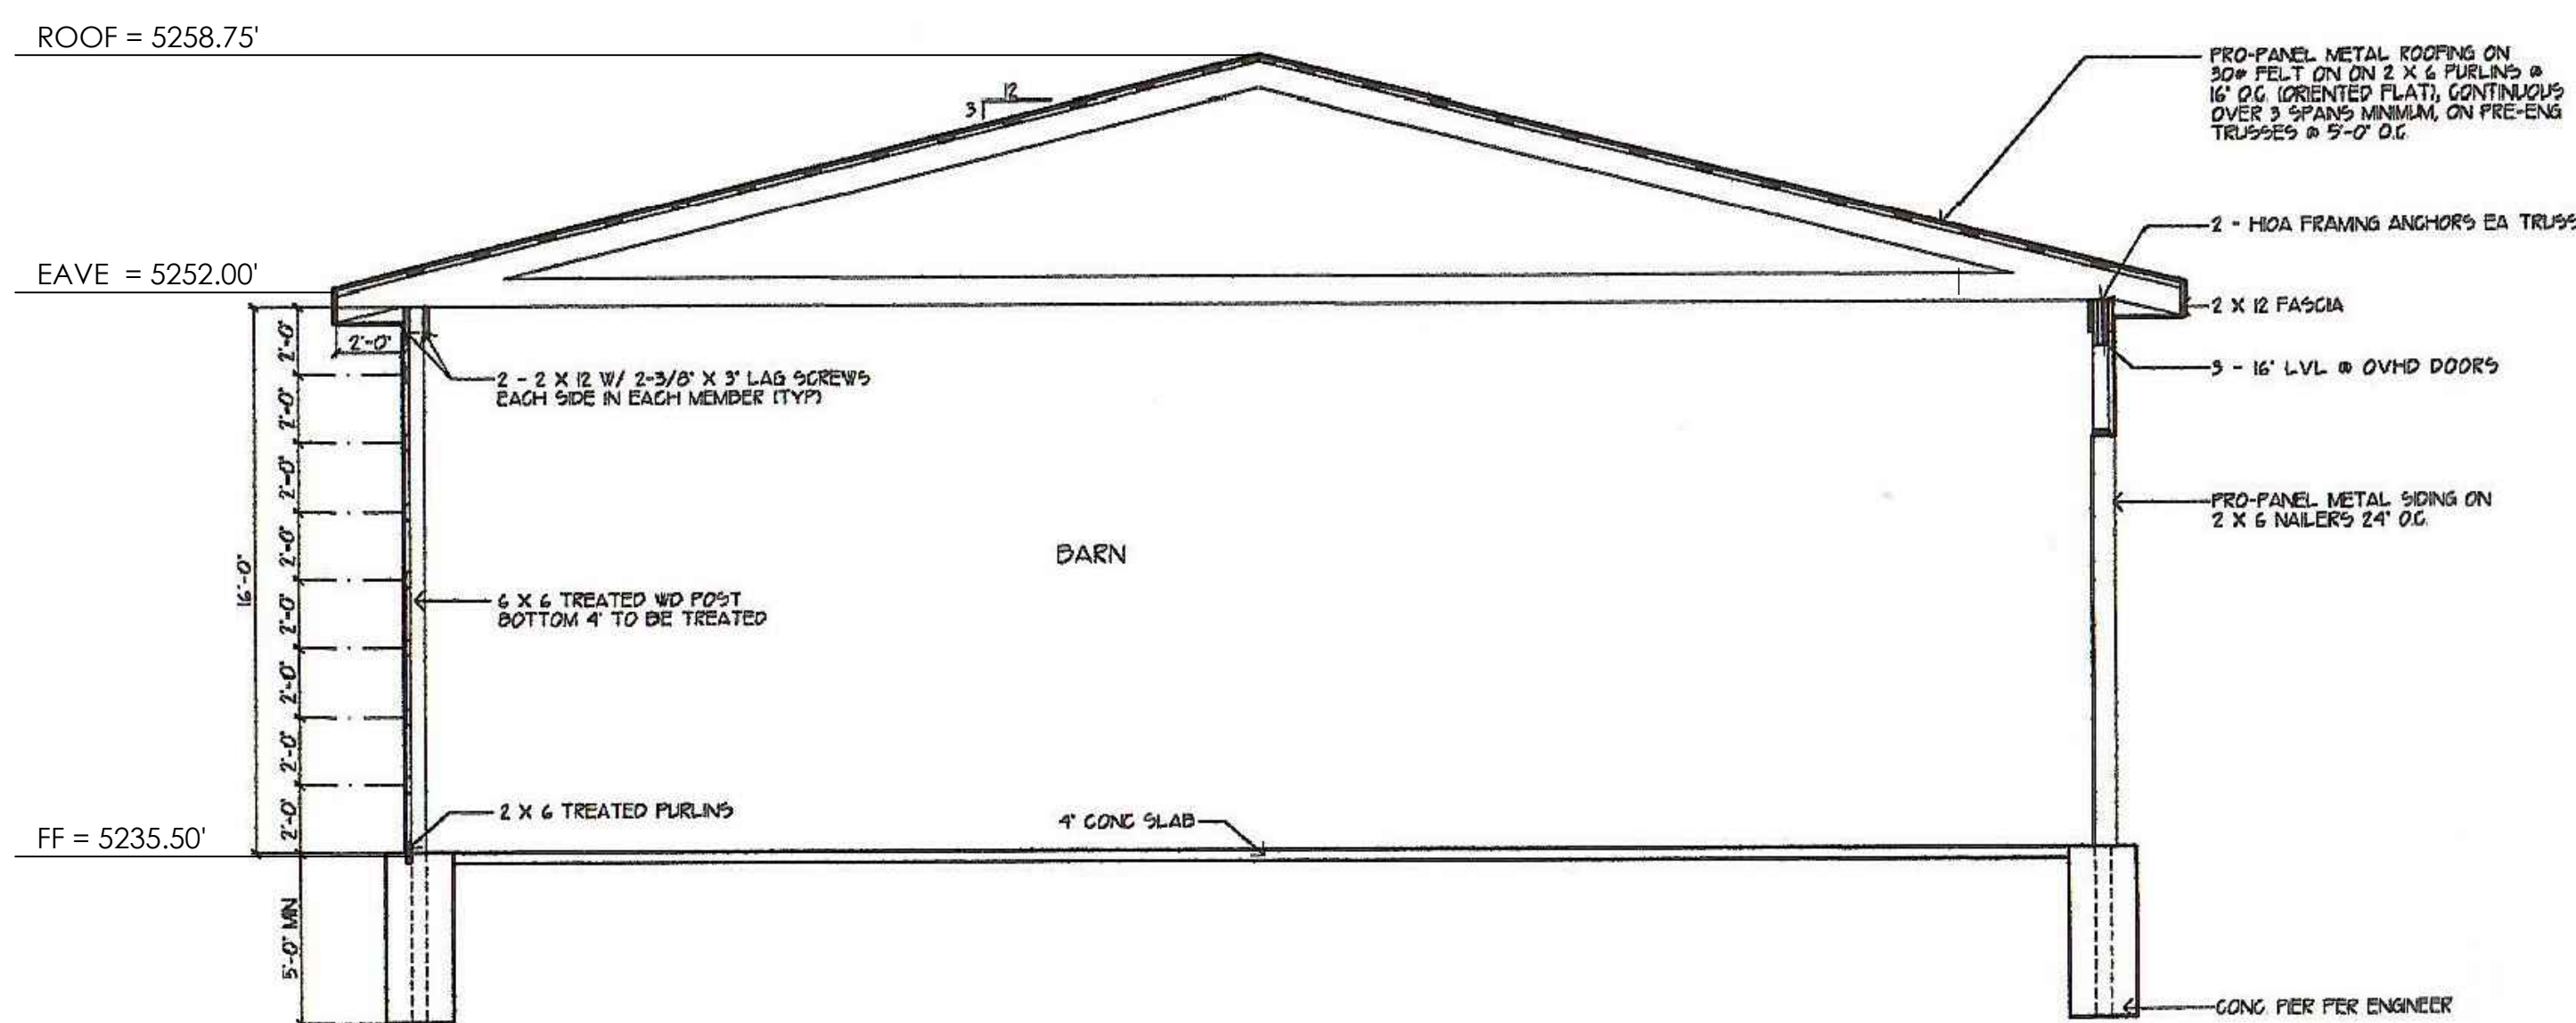 ROOF = 5258.75'
12
3
PRO-PANEL METAL ROOFING ON
30# FELT ON ON 2 X 6 PURLINS @
16" O.C. (ORIENTED FLAT), CONTINUOUS
OVER 3 SPANS MINIMUM, ON PRE-ENG
TRUSSES @ 5'-0" O.C.
2 - H10A FRAMING ANCHORS EA TRUSS
EAVE = 5252.00'
2 X 12 FASCIA
2'-0"
2'-0"
3 - 16" LVL @ OVHD DOORS
2 - 2 X 12 W/ 2-3/8" X 3" LAG SCREWS
EACH SIDE IN EACH MEMBER (TYP)
2'-0"
2'-0"
PRO-PANEL METAL SIDING ON
2 X 6 NAILERS 24" O.C.
2'-0"
BARN
16'-0"
6 X 6 TREATED WD POST
BOTTOM 4' TO BE TREATED
2'-0"
2'-0"
2'-0"
2 X 6 TREATED PURLINS
2'-0"
4" CONC SLAB
FF = 5235.50'
5'-0" MIN
CONC PIER PER ENGINEER